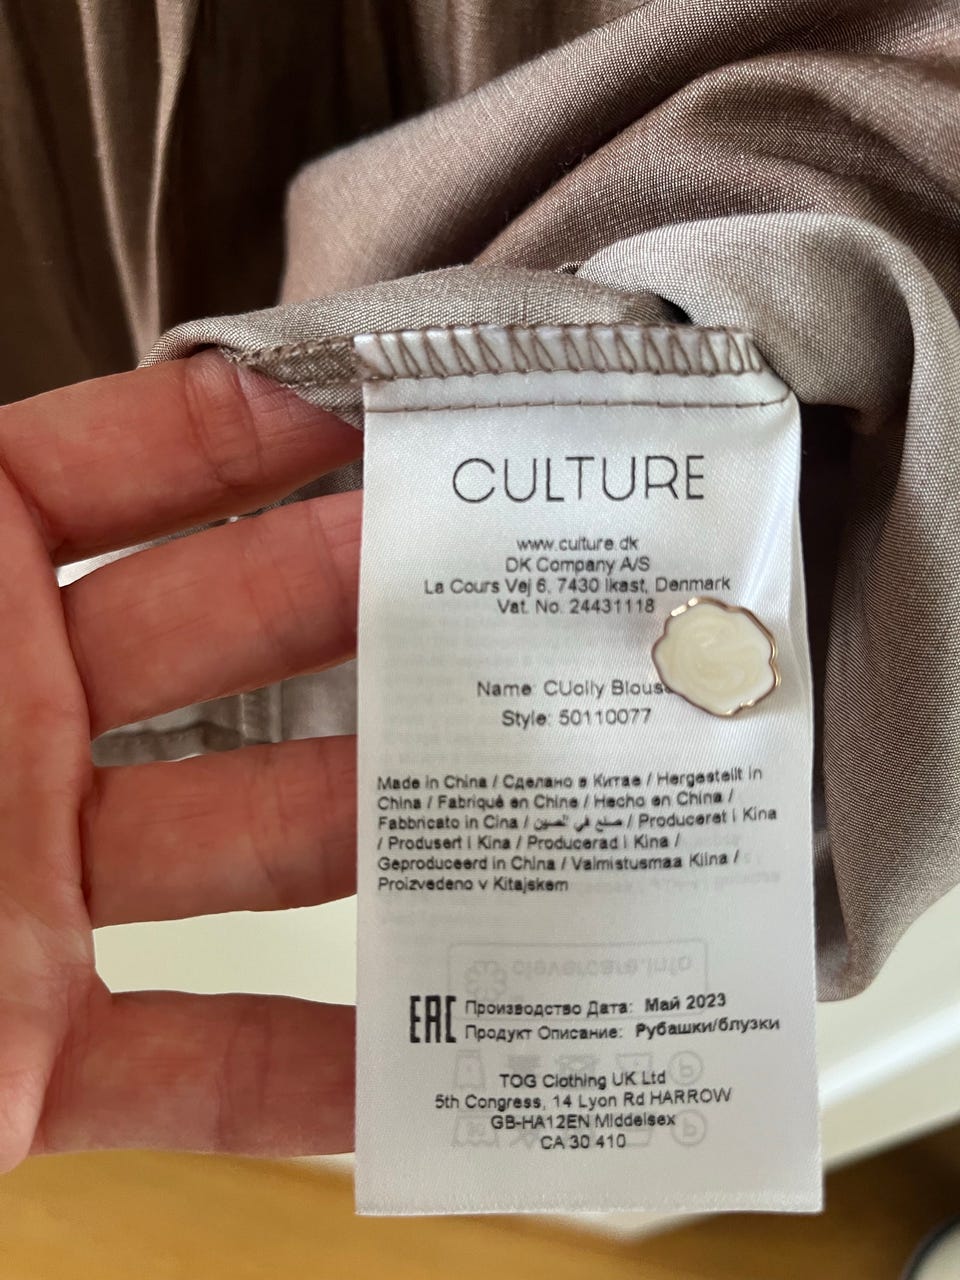 CULTURE
www.culture.dk
DK Company A/S
La Cours Vej 6, 7430 Ikast, Denmark
Vat. No. 24431118
Name: CUolly
Style: 50110077
Made in China / Сделано в Китае / Hergestellt in
China / Fabriqué en Chine / Hecho en China /
Fabbricato in Cina / صنع في الصين / Produceret i Kina
/ Produsert i Kina / Producerad i Kina /
Geproduceerd in China / Valmistusmaa Kiina /
Proizvedeno v Kitajskem
clevercare.info
EAC Производство Дата: Май 2023
Продукт Описание: Рубашки/блузки
TOG Clothing UK Ltd
5th Congress, 14 Lyon Rd HARROW
GB-HA12EN Middelsex
CA 30 410